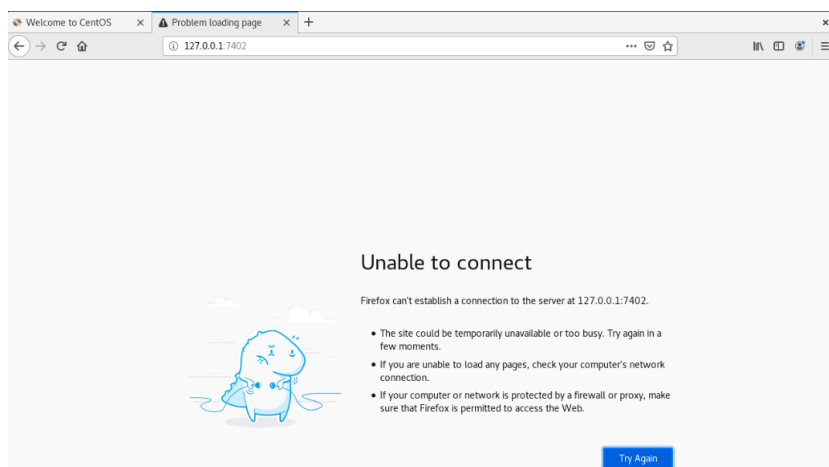 Welcome to CentOS
Problem loading page
127.0.0.1:7402
Unable to connect
Firefox can't establish a connection to the server at 127.0.0.1:7402.
The site could be temporarily unavailable or too busy. Try again in a
few moments.
If you are unable to load any pages, check your computer's network
connection.
If your computer or network is protected by a firewall or proxy, make
sure that Firefox is permitted to access the Web.
Try Again